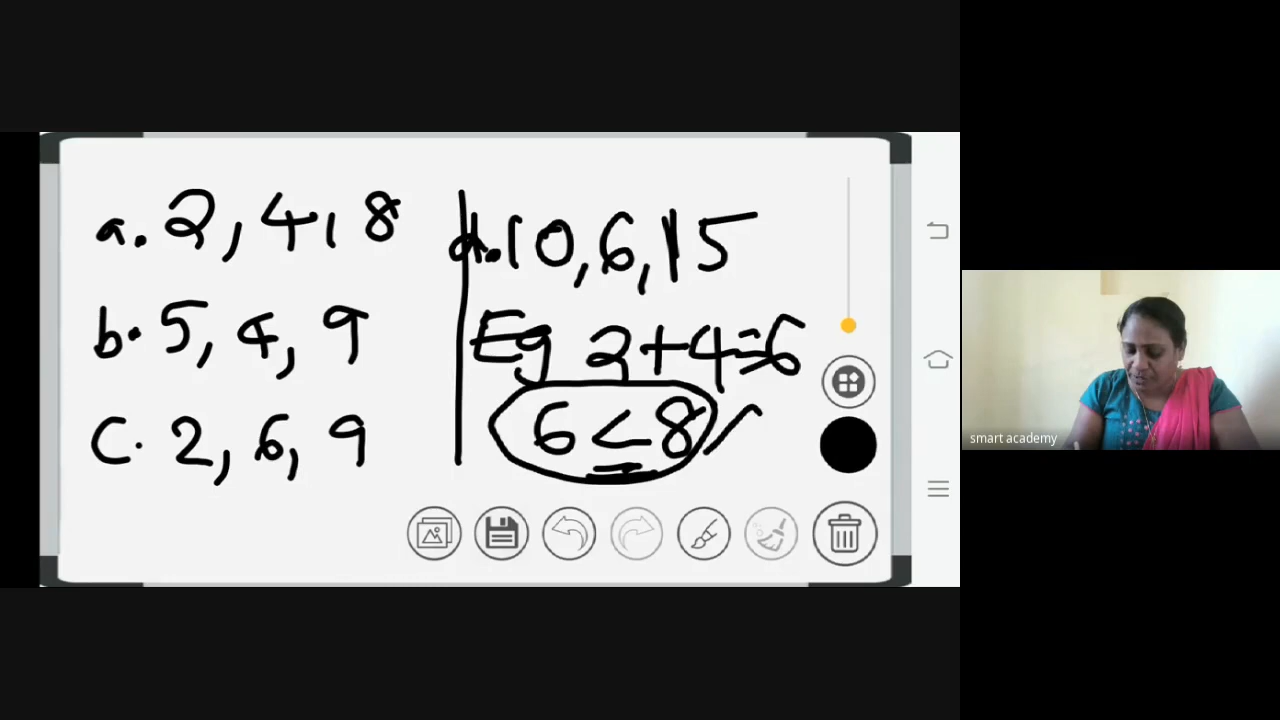 a. 2, 4, 8
b. 5, 4, 9
C. 2, 6, 9
d. 10, 6, 15
Eg 2+4=6
6 < 8
smart academy